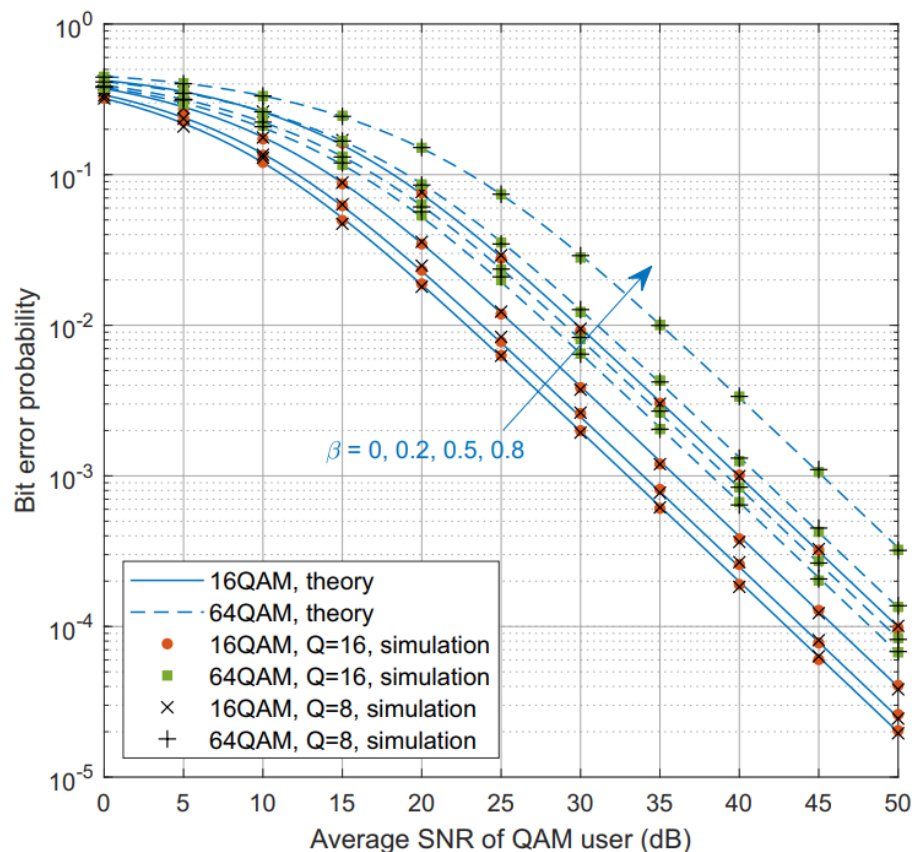 10^0
10^-1
10^-2
10^-3
10^-4
10^-5
Bit error probability
β = 0, 0.2, 0.5, 0.8
16QAM, theory
64QAM, theory
16QAM, Q=16, simulation
64QAM, Q=16, simulation
16QAM, Q=8, simulation
64QAM, Q=8, simulation
0 5 10 15 20 25 30 35 40 45 50
Average SNR of QAM user (dB)